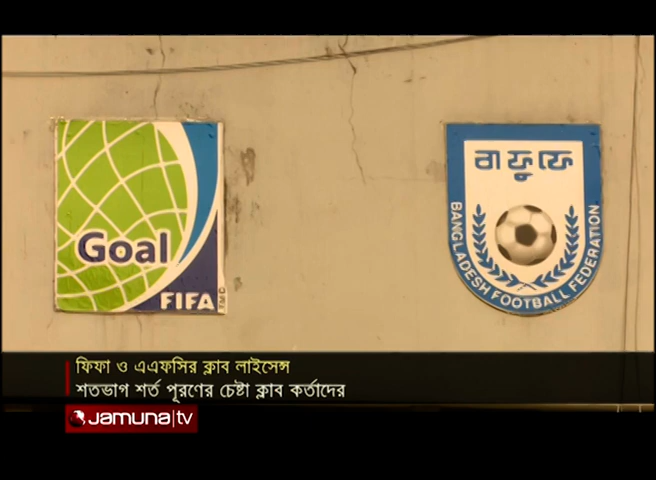 Goal
FIFA
বাফুফে
BANGLADESH FOOTBALL FEDERATION
ফিফা ও এএফসির ক্লাব লাইসেন্স
শতভাগ শর্ত পূরণের চেষ্টা ক্লাব কর্তাদের
JAMUNA|tv